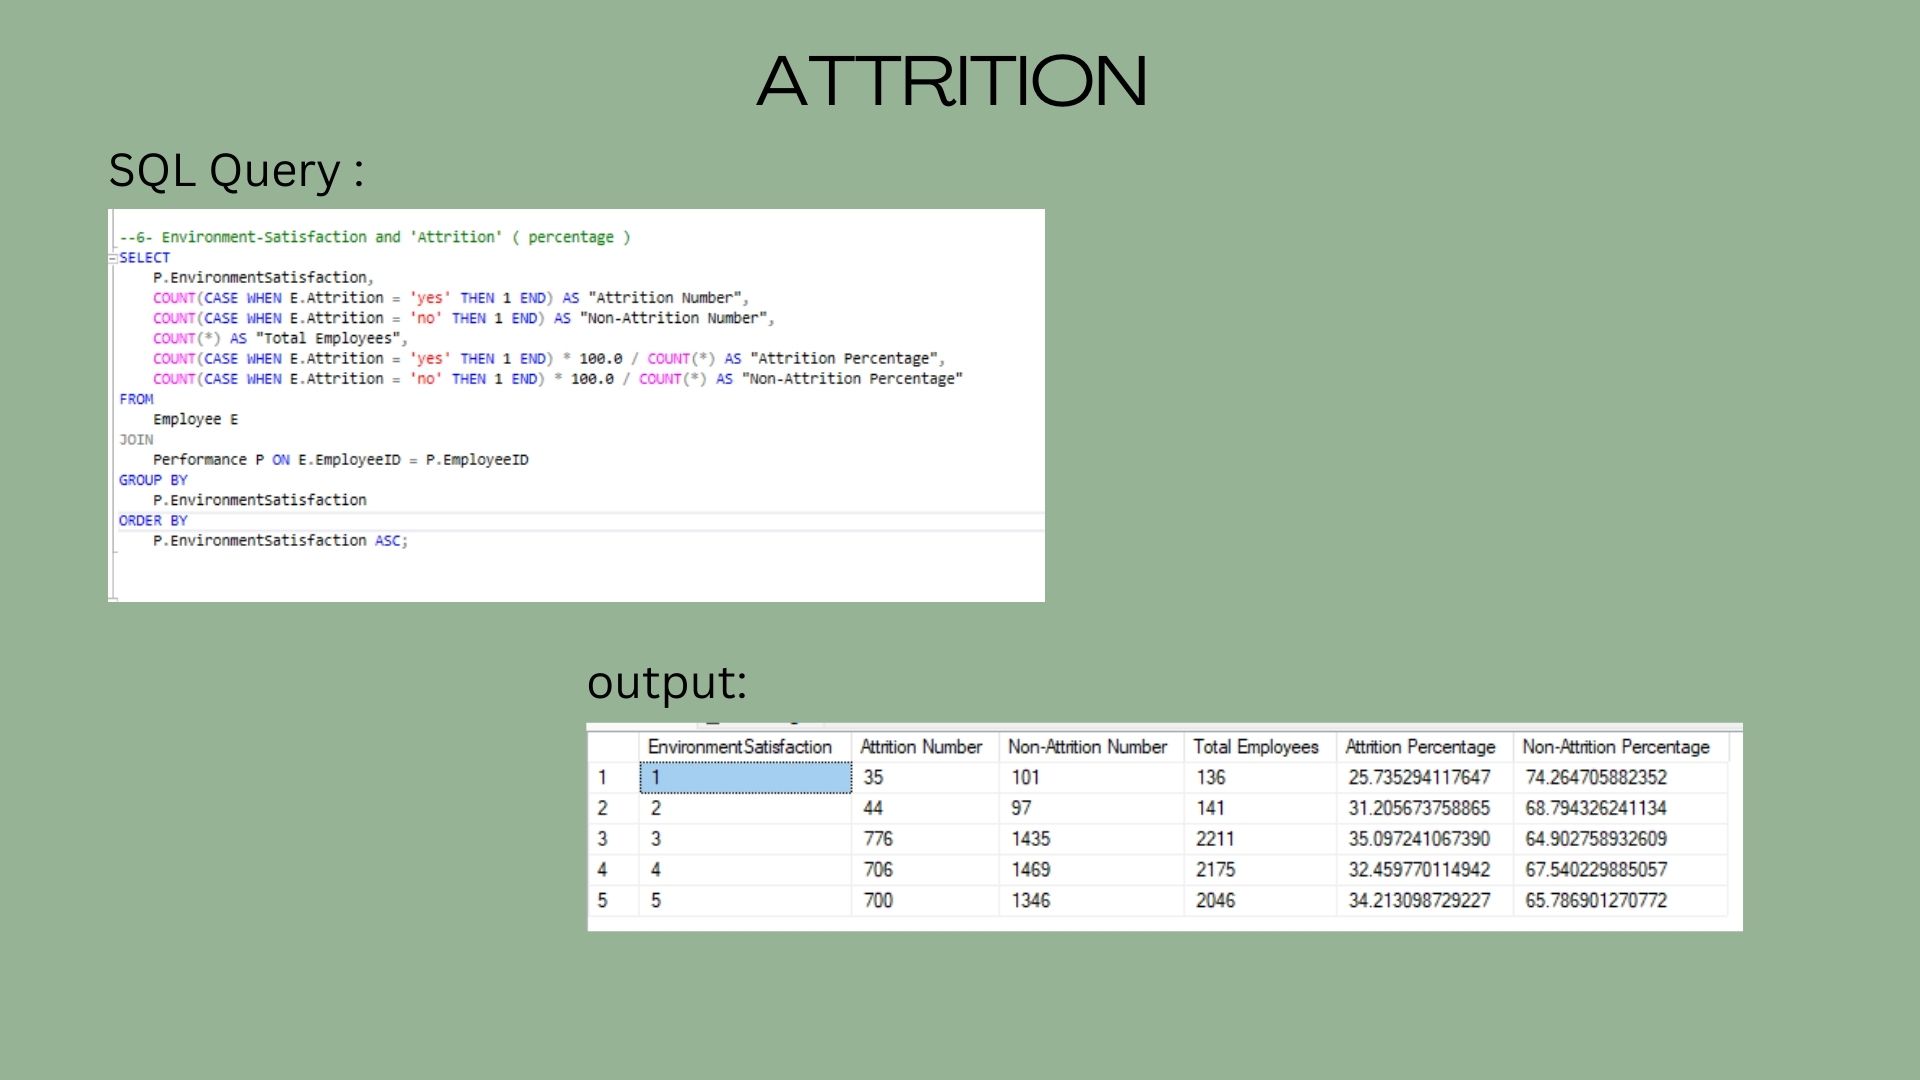 ATTRITION
SQL Query :
--6- Environment-Satisfaction and 'Attrition' ( percentage )
SELECT
P.EnvironmentSatisfaction,
COUNT(CASE WHEN E.Attrition = 'yes' THEN 1 END) AS "Attrition Number",
COUNT(CASE WHEN E.Attrition = 'no' THEN 1 END) AS "Non-Attrition Number",
COUNT(*) AS "Total Employees",
COUNT(CASE WHEN E.Attrition = 'yes' THEN 1 END) * 100.0 / COUNT(*) AS "Attrition Percentage",
COUNT(CASE WHEN E.Attrition = 'no' THEN 1 END) * 100.0 / COUNT(*) AS "Non-Attrition Percentage"
FROM
Employee E
JOIN
Performance P ON E.EmployeeID = P.EmployeeID
GROUP BY
P.EnvironmentSatisfaction
ORDER BY
P.EnvironmentSatisfaction ASC;
output:
EnvironmentSatisfaction Attrition Number Non-Attrition Number Total Employees Attrition Percentage Non-Attrition Percentage
1 1 35 101 136 25.735294117647 74.264705882352
2 2 44 97 141 31.205673758865 68.794326241134
3 3 776 1435 2211 35.097241067390 64.902758932609
4 4 706 1469 2175 32.459770114942 67.540229885057
5 5 700 1346 2046 34.213098729227 65.786901270772